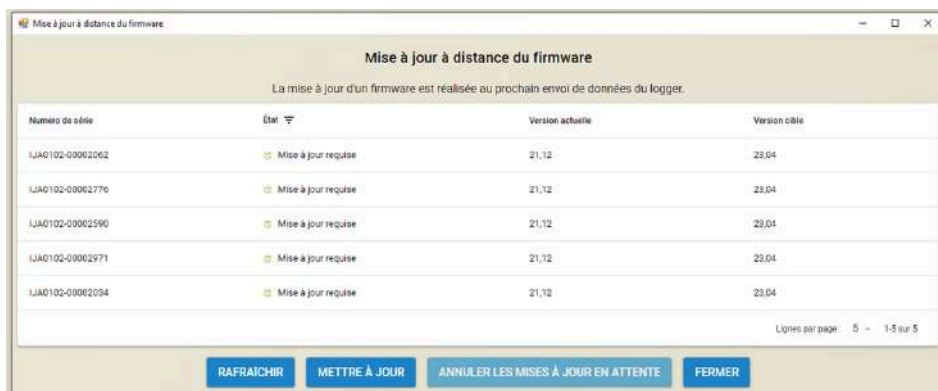 Mise à jour à distance du firmware
Mise à jour à distance du firmware
La mise à jour d'un firmware est réalisée au prochain envoi de données du logger.
Numéro de série État Version actuelle Version cible
IJA0102-00002062 Mise à jour requise 21,12 23,04
IJA0102-00002776 Mise à jour requise 21,12 23,04
IJA0102-00002590 Mise à jour requise 21,12 23,04
IJA0102-00002971 Mise à jour requise 21,12 23,04
IJA0102-00002034 Mise à jour requise 21,12 23,04
Lignes par page : 5 1-5 sur 5
RAFRAÎCHIR METTRE À JOUR ANNULER LES MISES À JOUR EN ATTENTE FERMER